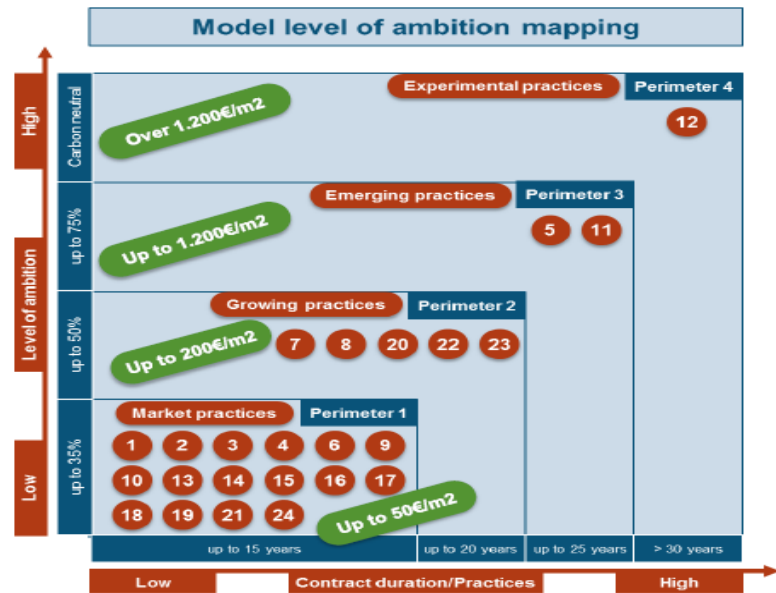 Model level of ambition mapping
High
Level of ambition
Low
Carbon neutral
up to 75%
up to 50%
up to 35%
Experimental practices
Perimeter 4
Over 1.200€/m2
12
Emerging practices
Perimeter 3
Up to 1.200€/m2
5 11
Growing practices
Perimeter 2
Up to 200€/m2
7 8 20 22 23
Market practices
Perimeter 1
1 2 3 4 6 9
10 13 14 15 16 17
18 19 21 24
Up to 50€/m2
up to 15 years
up to 20 years
up to 25 years
> 30 years
Low
Contract duration/Practices
High